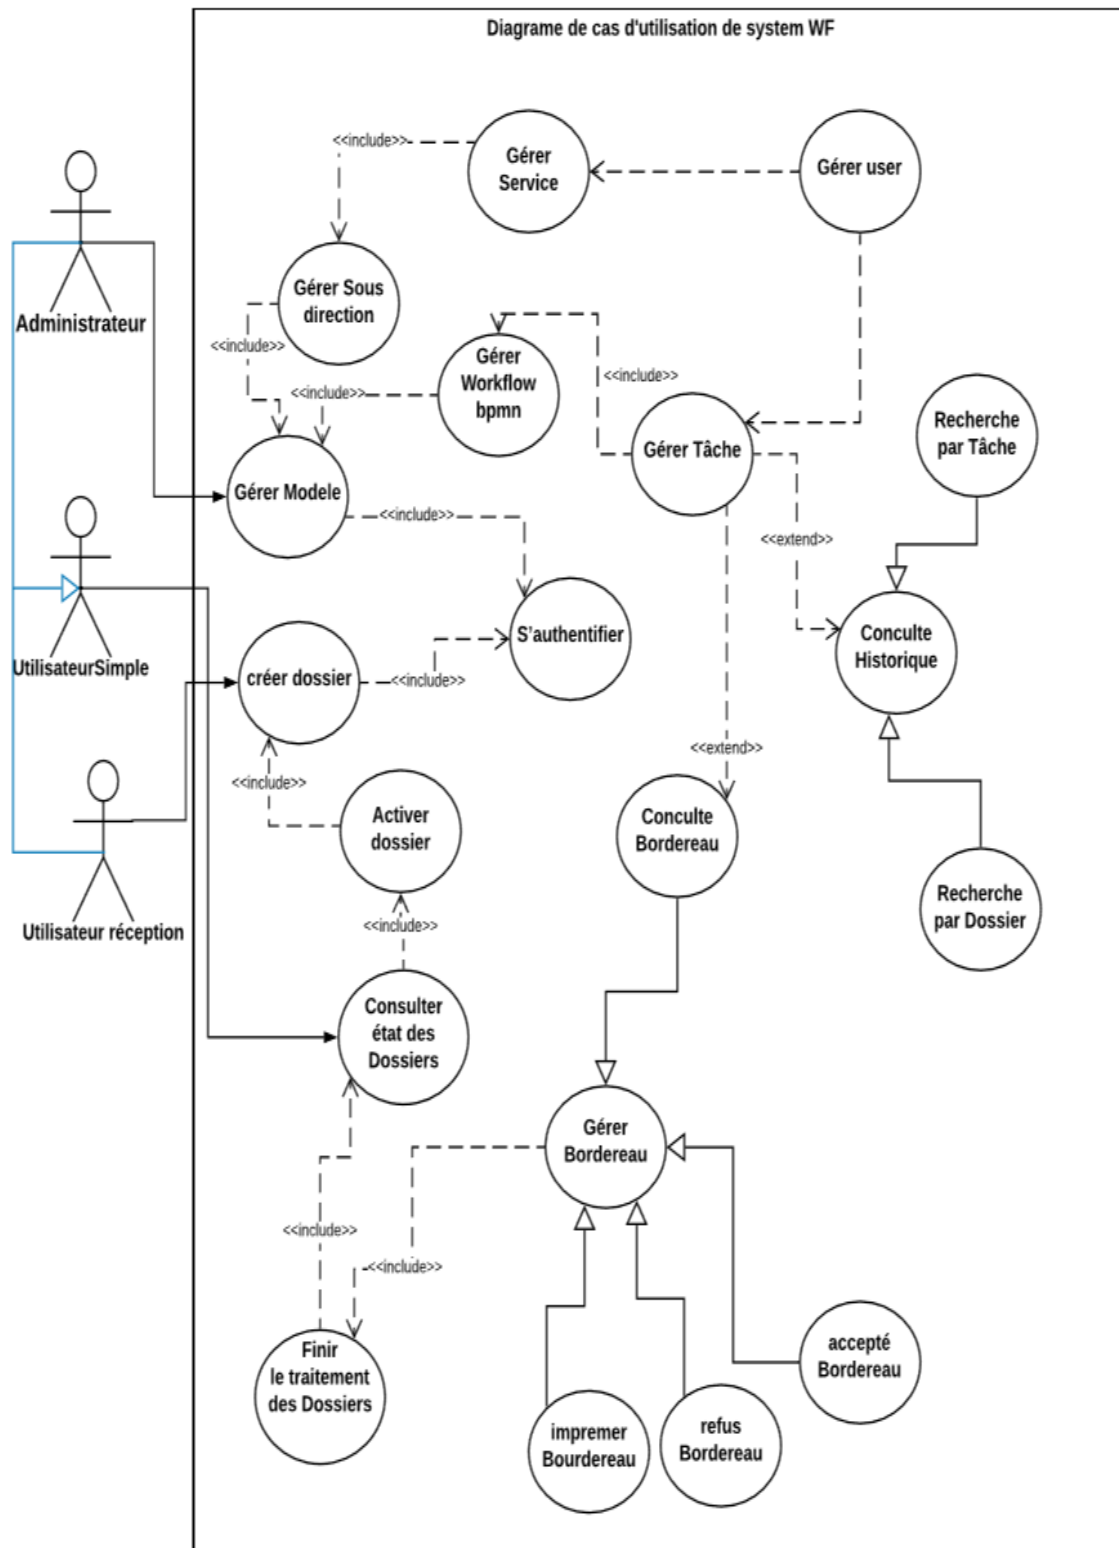 Diagrame de cas d'utilisation de system WF
<<include>>
Gérer
Service
Gérer user
Gérer Sous
direction
Administrateur
<<include>>
Gérer
Workflow
bpmn
<<include>>
<<include>>
Gérer Tâche
Recherche
par Tâche
Gérer Modele
<<include>>
<<extend>>
S'authentifier
Conculte
Historique
UtilisateurSimple
créer dossier
<<include>>
<<extend>>
<<include>>
Activer
dossier
Conculte
Bordereau
Recherche
par Dossier
Utilisateur réception
<<include>>
Consulter
état des
Dossiers
Gérer
Bordereau
<<include>>
<<include>>
Finir
le traitement
des Dossiers
accepté
Bordereau
impremer
Bourdereau
refus
Bordereau